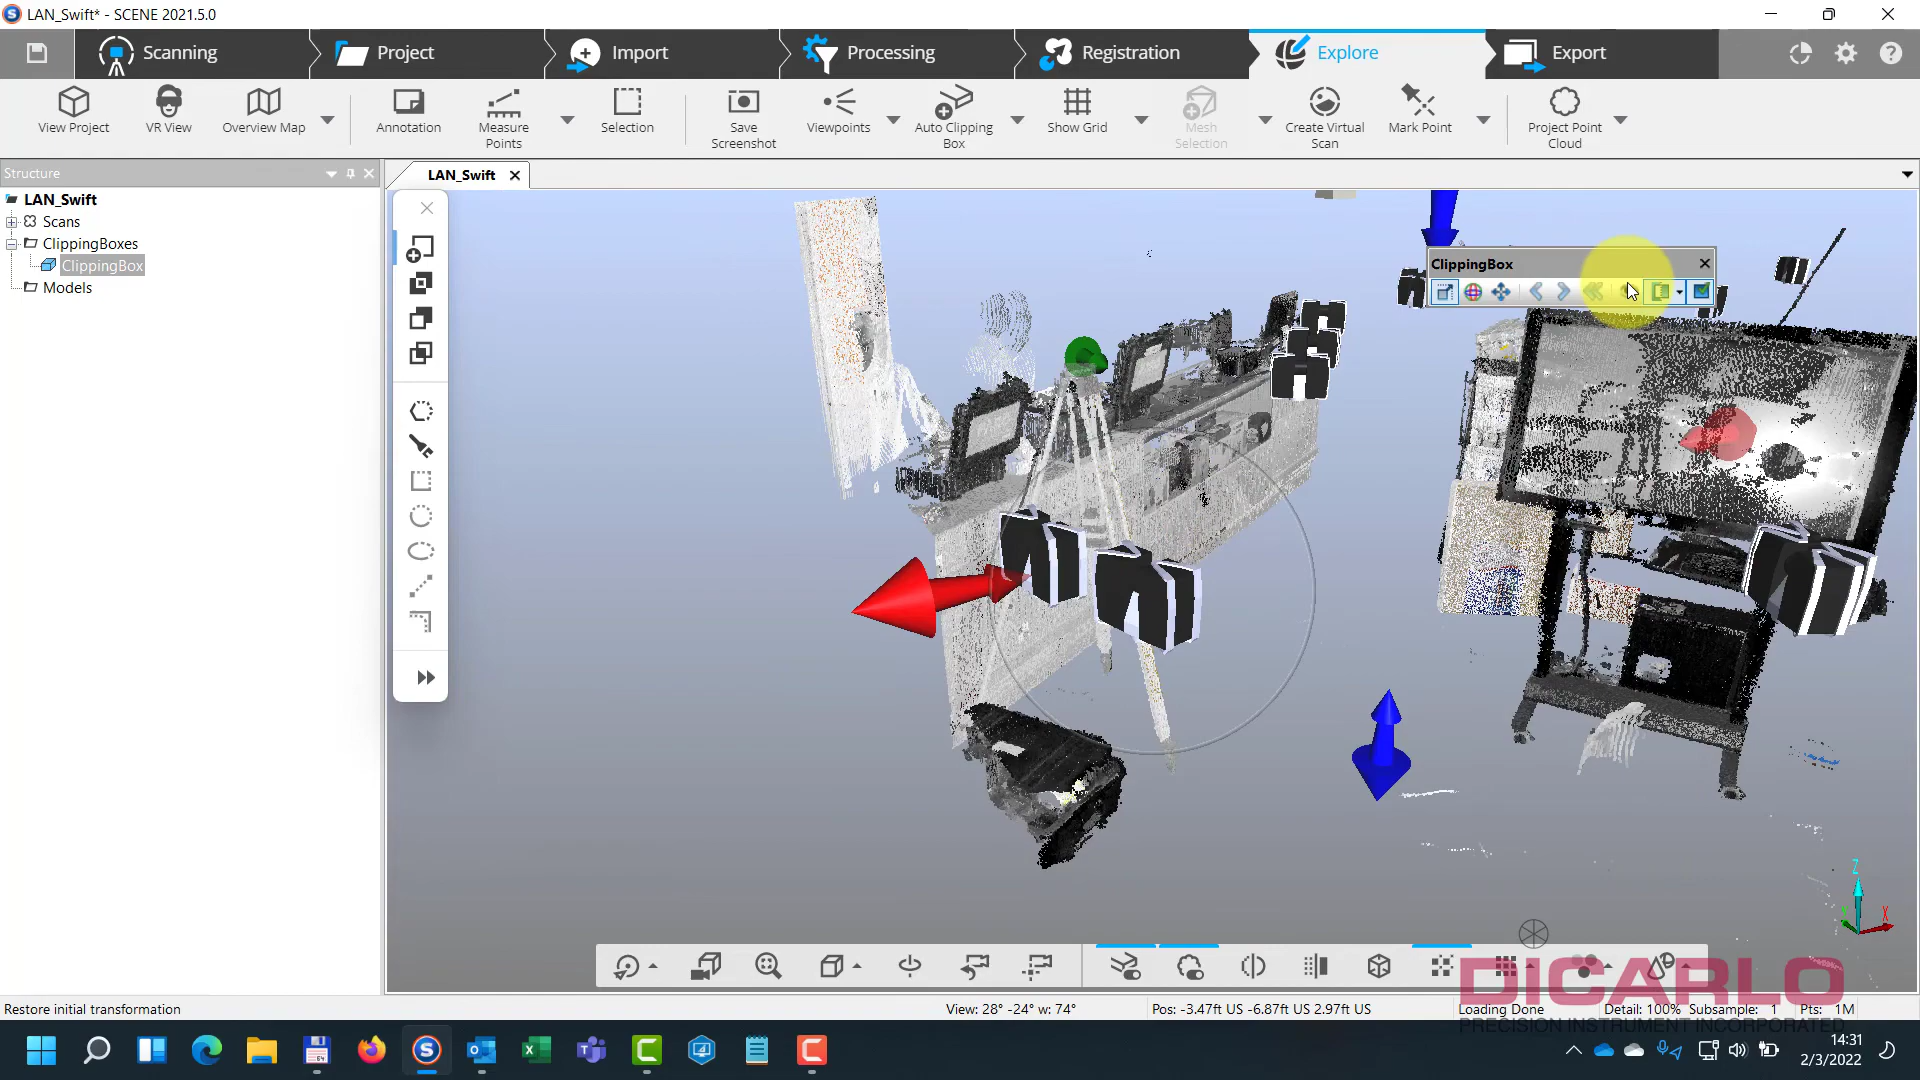 LAN_Swift* - SCENE 2021.5.0
Scanning
Project
Import
Processing
Registration
Explore
Export
View Project
VR View
Overview Map
Annotation
Measure Points
Selection
Save Screenshot
Viewpoints
Auto Clipping Box
Show Grid
Mesh Selection
Create Virtual Scan
Mark Point
Project Point Cloud
Structure
LAN_Swift
LAN_Swift
Scans
ClippingBoxes
ClippingBox
Models
ClippingBox
Z
X
DICARLO
PRECISION INSTRUMENT INCORPORATED
Restore initial transformation
View: 28° -24° w: 74°
Pos: -3.47ft US -6.87ft US 2.97ft US
Loading Done
Detail: 100%
Subsample: 1
Pts: 1M
14:31
2/3/2022